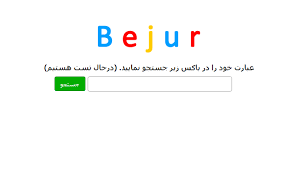 Bejur
عبارت خود را در باکس زیر جستجو نمایید. (درحال تست هستیم)
جستجو